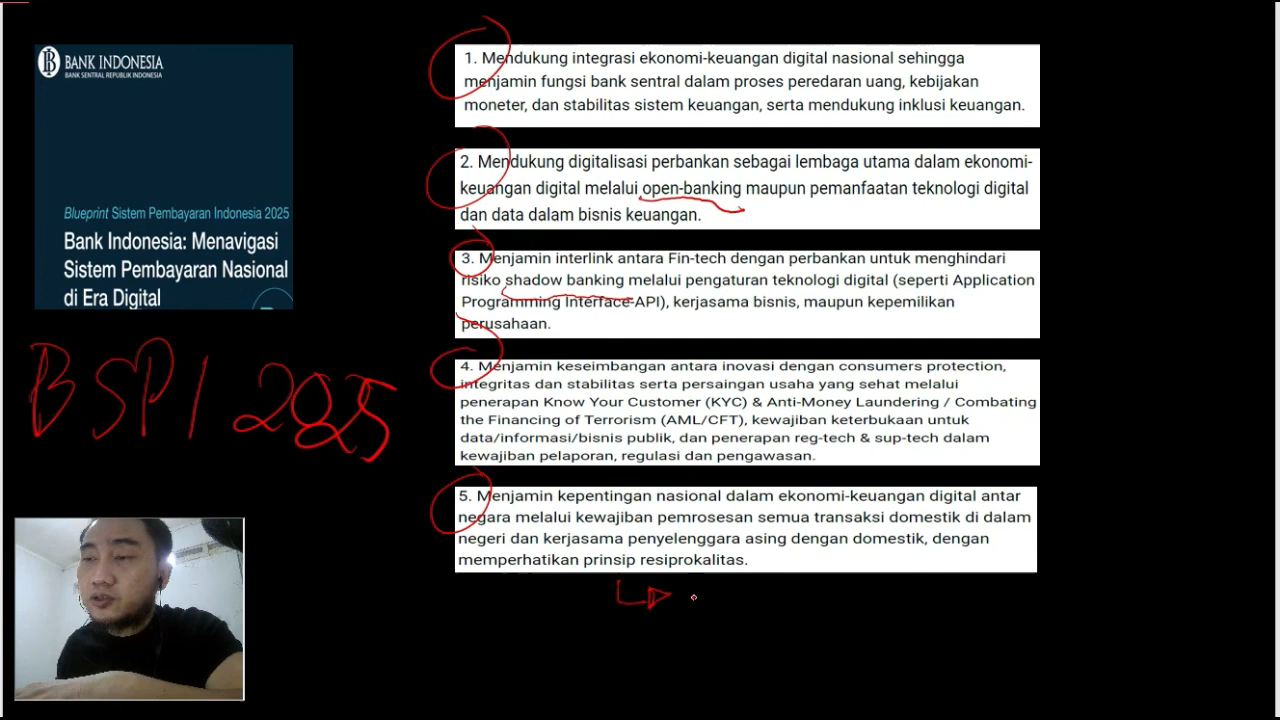 BANK INDONESIA
BANK SENTRAL REPUBLIK INDONESIA
Blueprint Sistem Pembayaran Indonesia 2025
Bank Indonesia: Menavigasi
Sistem Pembayaran Nasional
di Era Digital
BSPI 2025
1. Mendukung integrasi ekonomi-keuangan digital nasional sehingga
menjamin fungsi bank sentral dalam proses peredaran uang, kebijakan
moneter, dan stabilitas sistem keuangan, serta mendukung inklusi keuangan.
2. Mendukung digitalisasi perbankan sebagai lembaga utama dalam ekonomi-
keuangan digital melalui open-banking maupun pemanfaatan teknologi digital
dan data dalam bisnis keuangan.
3. Menjamin interlink antara Fin-tech dengan perbankan untuk menghindari
risiko shadow banking melalui pengaturan teknologi digital (seperti Application
Programming Interface-API), kerjasama bisnis, maupun kepemilikan
perusahaan.
4. Menjamin keseimbangan antara inovasi dengan consumers protection,
integritas dan stabilitas serta persaingan usaha yang sehat melalui
penerapan Know Your Customer (KYC) & Anti-Money Laundering / Combating
the Financing of Terrorism (AML/CFT), kewajiban keterbukaan untuk
data/informasi/bisnis publik, dan penerapan reg-tech & sup-tech dalam
kewajiban pelaporan, regulasi dan pengawasan.
5. Menjamin kepentingan nasional dalam ekonomi-keuangan digital antar
negara melalui kewajiban pemrosesan semua transaksi domestik di dalam
negeri dan kerjasama penyelenggara asing dengan domestik, dengan
memperhatikan prinsip resiprokalitas.